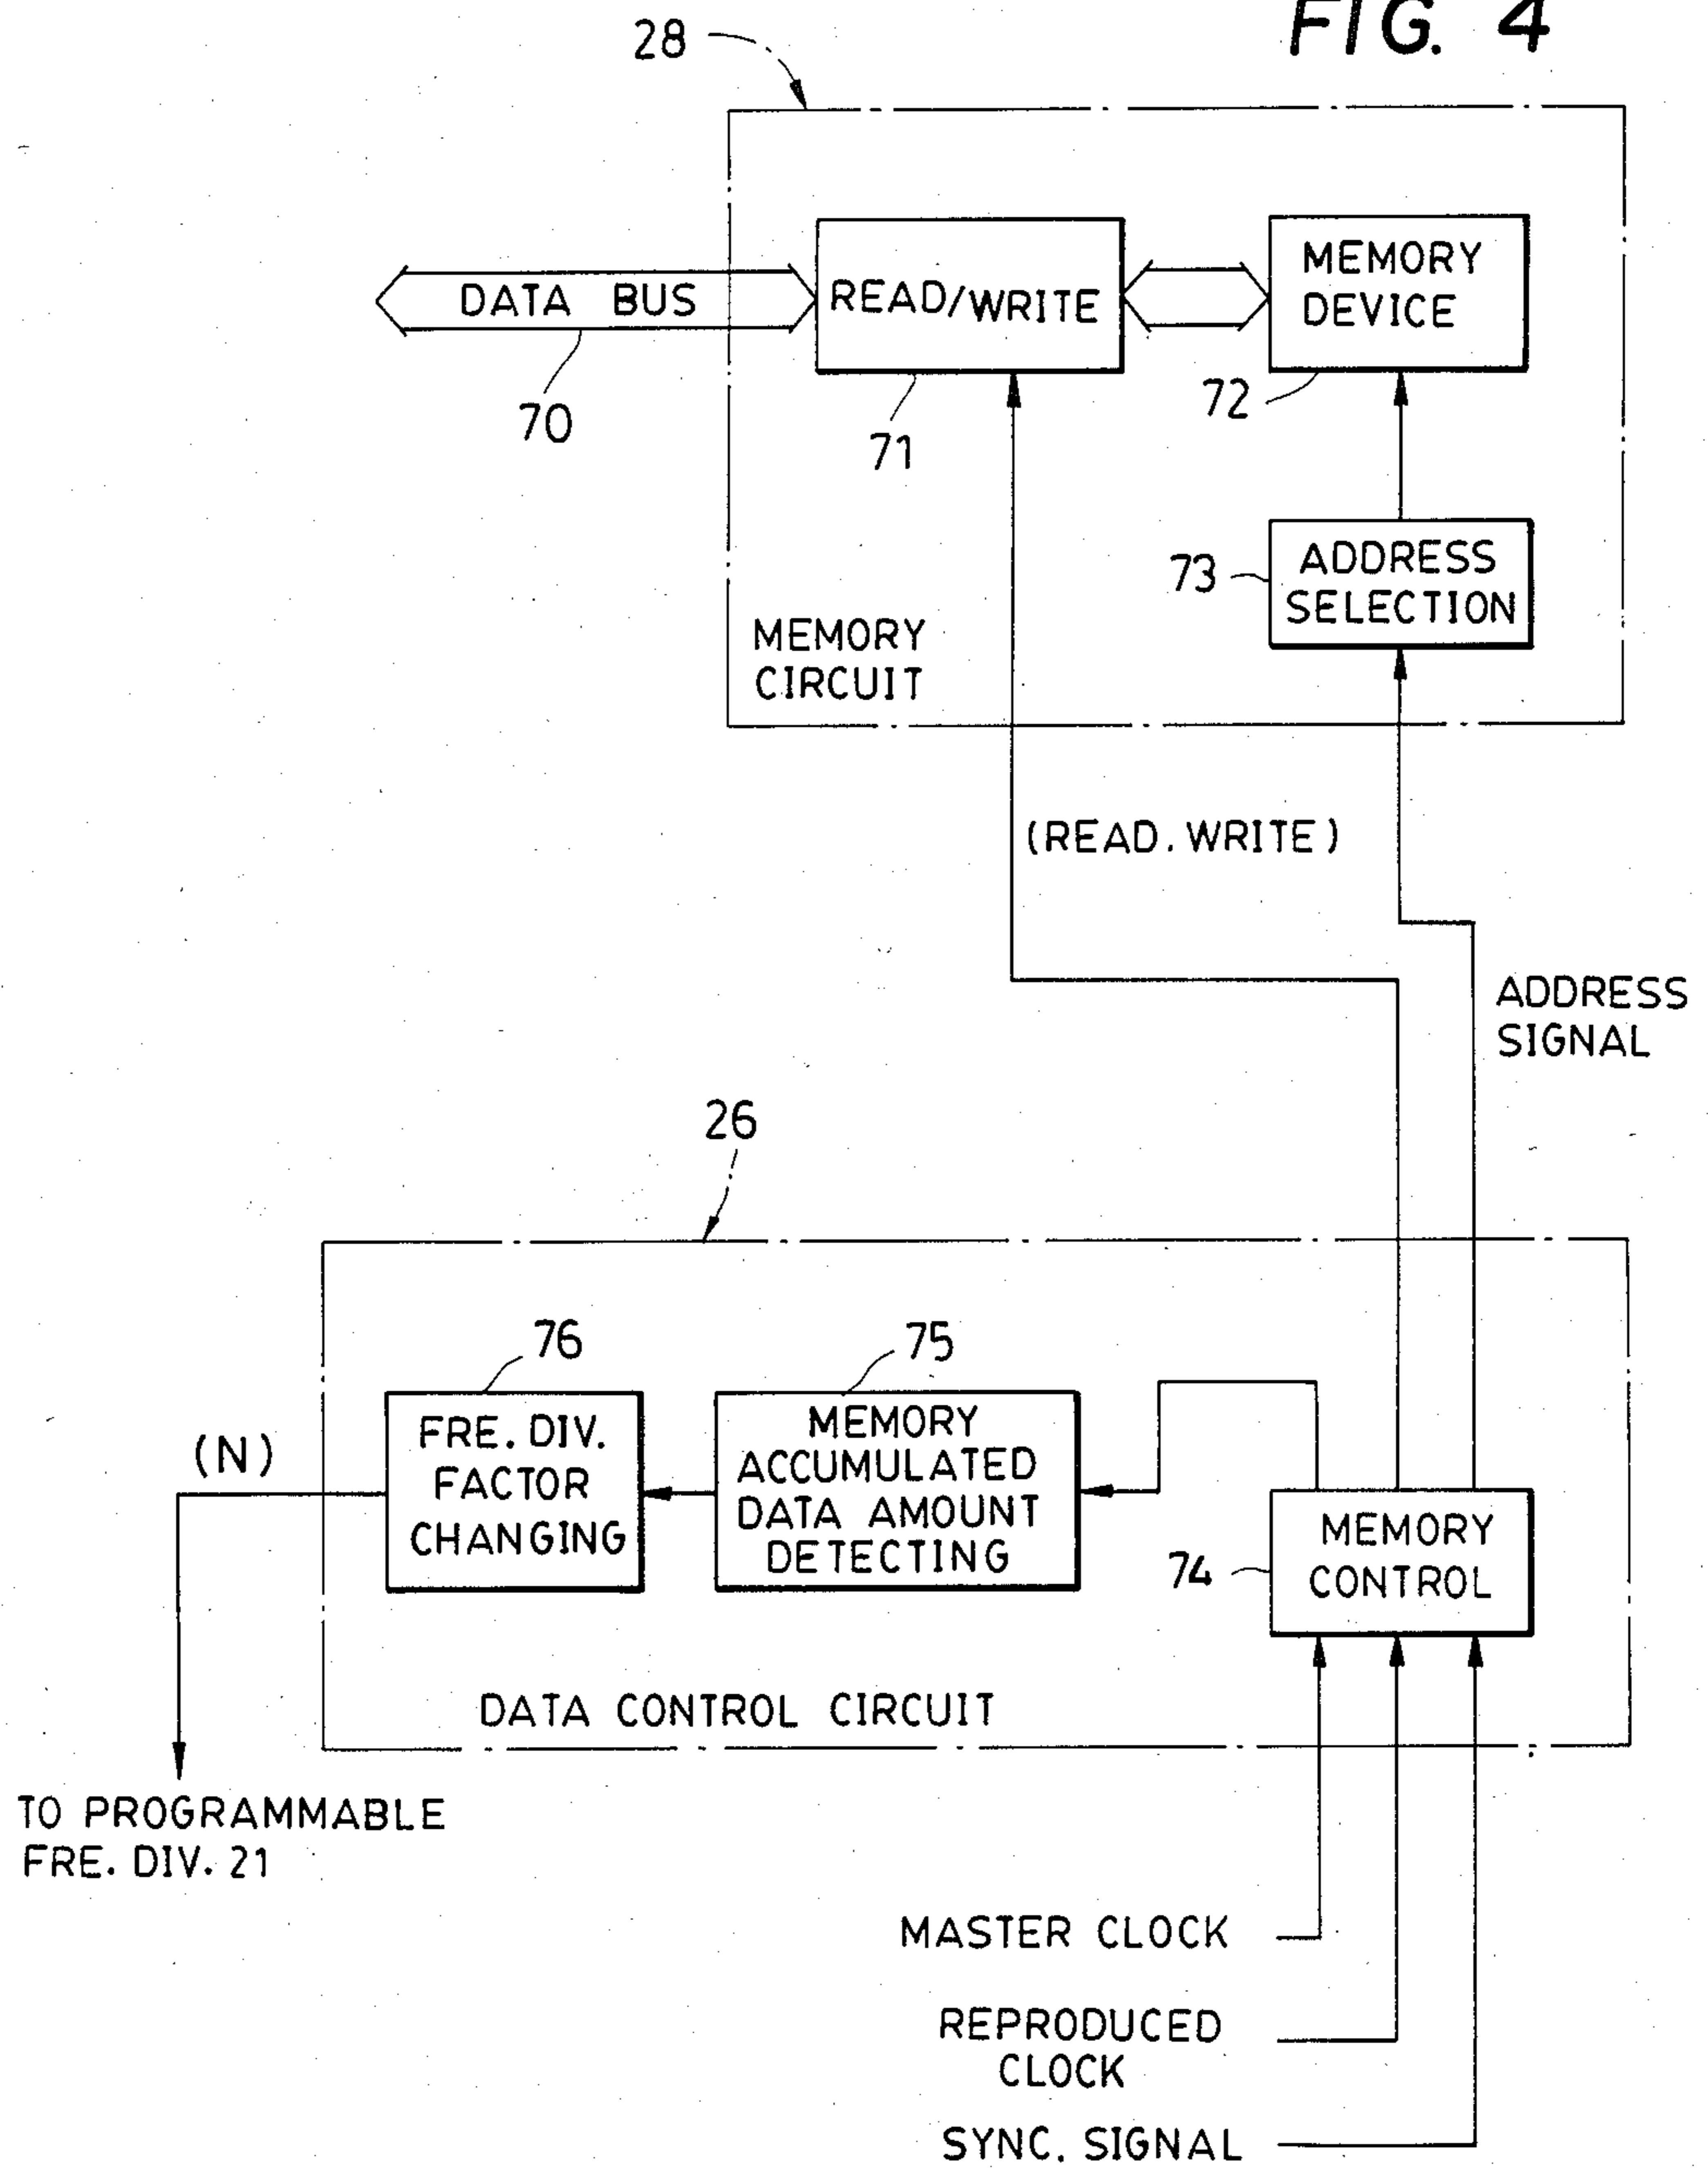 FIG. 4
28
DATA BUS
READ/WRITE
MEMORY
DEVICE
70
71
72
73
ADDRESS
SELECTION
MEMORY
CIRCUIT
(READ. WRITE)
ADDRESS
SIGNAL
26
76
75
(N)
FRE. DIV.
FACTOR
CHANGING
MEMORY
ACCUMULATED
DATA AMOUNT
DETECTING
74
MEMORY
CONTROL
DATA CONTROL CIRCUIT
TO PROGRAMMABLE
FRE. DIV. 21
MASTER CLOCK
REPRODUCED
CLOCK
SYNC. SIGNAL